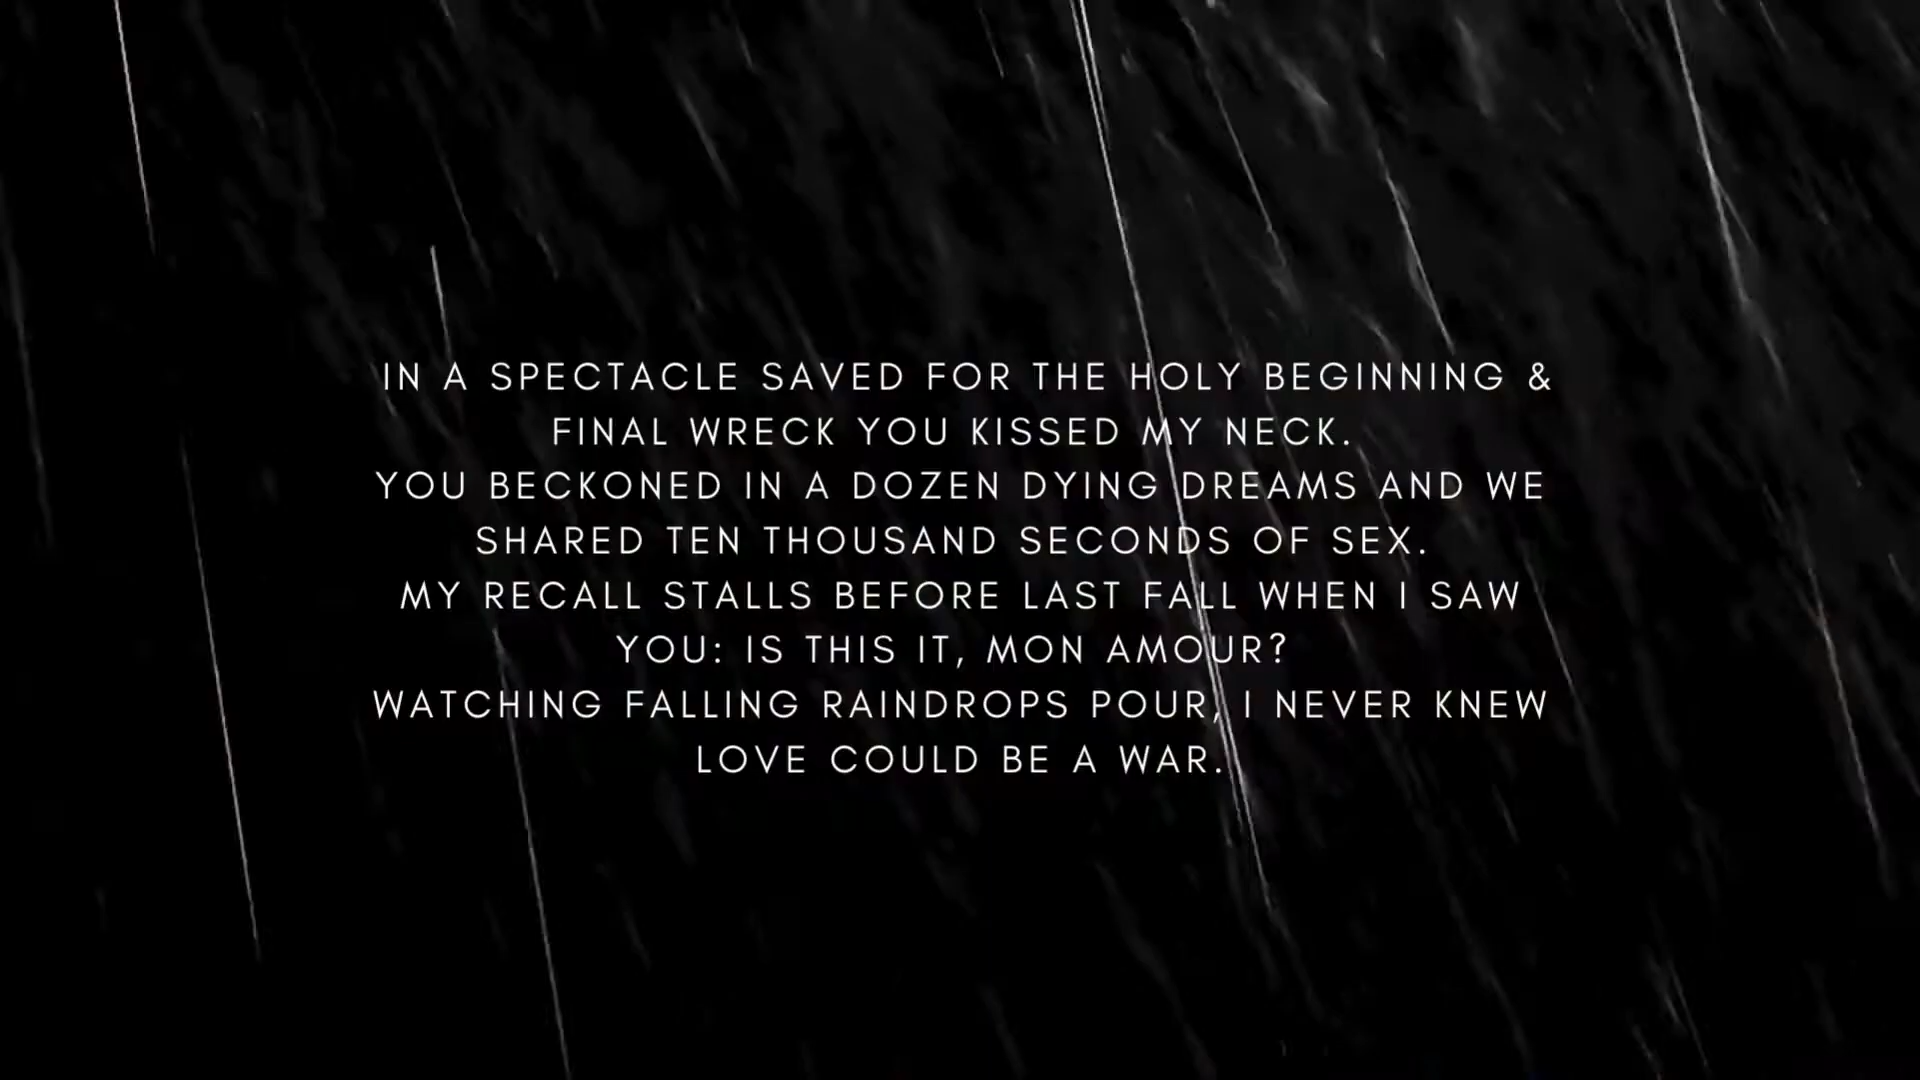 IN A SPECTACLE SAVED FOR THE HOLY BEGINNING &
FINAL WRECK YOU KISSED MY NECK.
YOU BECKONED IN A DOZEN DYING DREAMS AND WE
SHARED TEN THOUSAND SECONDS OF SEX.
MY RECALL STALLS BEFORE LAST FALL WHEN I SAW
YOU: IS THIS IT, MON AMOUR?
WATCHING FALLING RAINDROPS POUR, I NEVER KNEW
LOVE COULD BE A WAR.